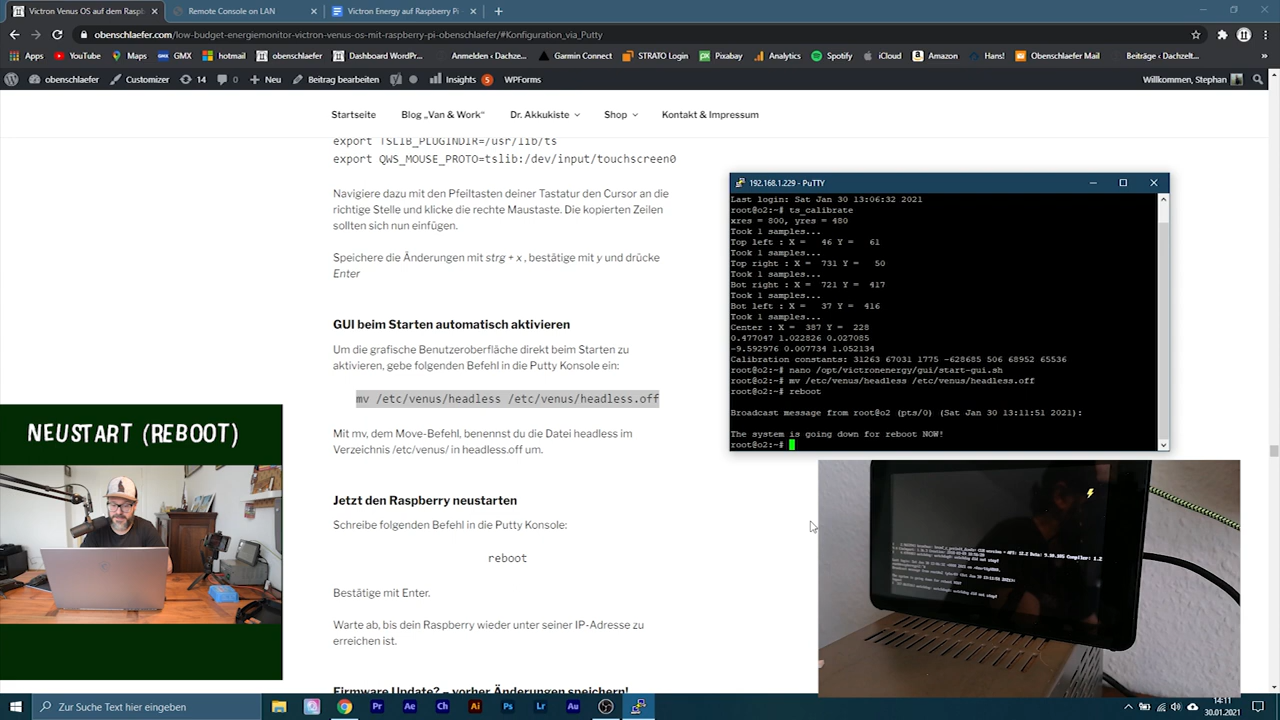 Victron Venus OS auf dem Rasp
Remote Console on LAN
Victron Energy auf Raspberry Pi
obenschlaefer.com/low-budget-energiemonitor-victron-venus-os-mit-raspberry-pi-obenschlaefer/#Konfiguration_via_Putty
Apps YouTube Maps hotmail obenschlaefer Dashboard WordPr... Anmelden ‹ Dachze... Garmin Connect STRATO Login Pixabay Analytics Spotify iCloud Amazon Hans! Obenschlaefer Mail Beiträge ‹ Dachzelt...
obenschlaefer Customizer 14 0 Neu Beitrag bearbeiten Insights 5 WPForms Willkommen, Stephan
Startseite Blog „Van & Work“ Dr. Akkukiste Shop Kontakt & Impressum
export TSLIB_PLUGINDIR=/usr/lib/ts
export QWS_MOUSE_PROTO=tslib:/dev/input/touchscreen0
Navigiere dazu mit den Pfeiltasten deiner Tastatur den Cursor an die
richtige Stelle und klicke die rechte Maustaste. Die kopierten Zeilen
sollten sich nun einfügen.
Speichere die Änderungen mit strg + x , bestätige mit y und drücke
Enter
GUI beim Starten automatisch aktivieren
Um die grafische Benutzeroberfläche direkt beim Starten zu
aktivieren, gebe folgenden Befehl in die Putty Konsole ein:
mv /etc/venus/headless /etc/venus/headless.off
Mit mv, dem Move-Befehl, benennst du die Datei headless im
Verzeichnis /etc/venus/ in headless.off um.
Jetzt den Raspberry neustarten
Schreibe folgenden Befehl in die Putty Konsole:
reboot
Bestätige mit Enter.
Warte ab, bis dein Raspberry wieder unter seiner IP-Adresse zu
erreichen ist.
Firmware Update? – vorher Änderungen speichern!
192.168.1.229 - PuTTY
Last login: Sat Jan 30 13:06:32 2021
root@o2:~# ts_calibrate
xres = 800, yres = 480
Took 1 samples...
Top left : X = 46 Y = 61
Took 1 samples...
Top right : X = 731 Y = 50
Took 1 samples...
Bot right : X = 721 Y = 417
Took 1 samples...
Bot left : X = 37 Y = 416
Took 1 samples...
Center : X = 387 Y = 228
0.477047 1.022826 0.027085
-9.592976 0.007734 1.052134
Calibration constants: 31263 67031 1775 -628685 506 68952 65536
root@o2:~# nano /opt/victronenergy/gui/start-gui.sh
root@o2:~# mv /etc/venus/headless /etc/venus/headless.off
root@o2:~# reboot
Broadcast message from root@o2 (pts/0) (Sat Jan 30 13:11:51 2021):
The system is going down for reboot NOW!
root@o2:~#
NEUSTART (REBOOT)
Zur Suche Text hier eingeben
14:11
30.01.2021